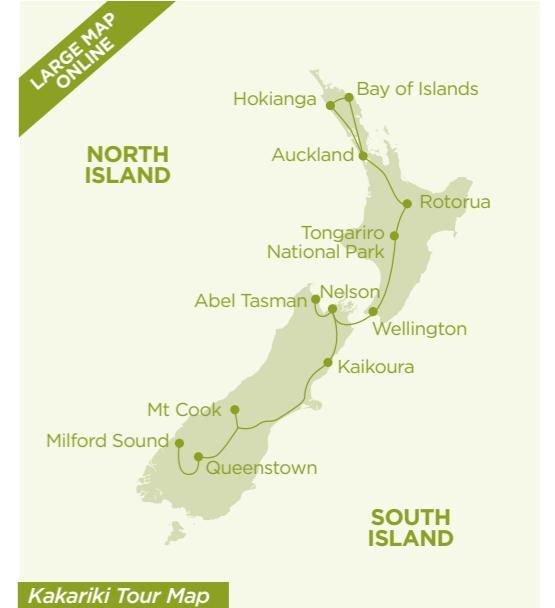 LARGE MAP
ONLINE
Hokianga
Bay of Islands
NORTH
ISLAND
Auckland
Rotorua
Tongariro
National Park
Nelson
Abel Tasman
Wellington
Kaikoura
Mt Cook
Milford Sound
Queenstown
SOUTH
ISLAND
Kakariki Tour Map